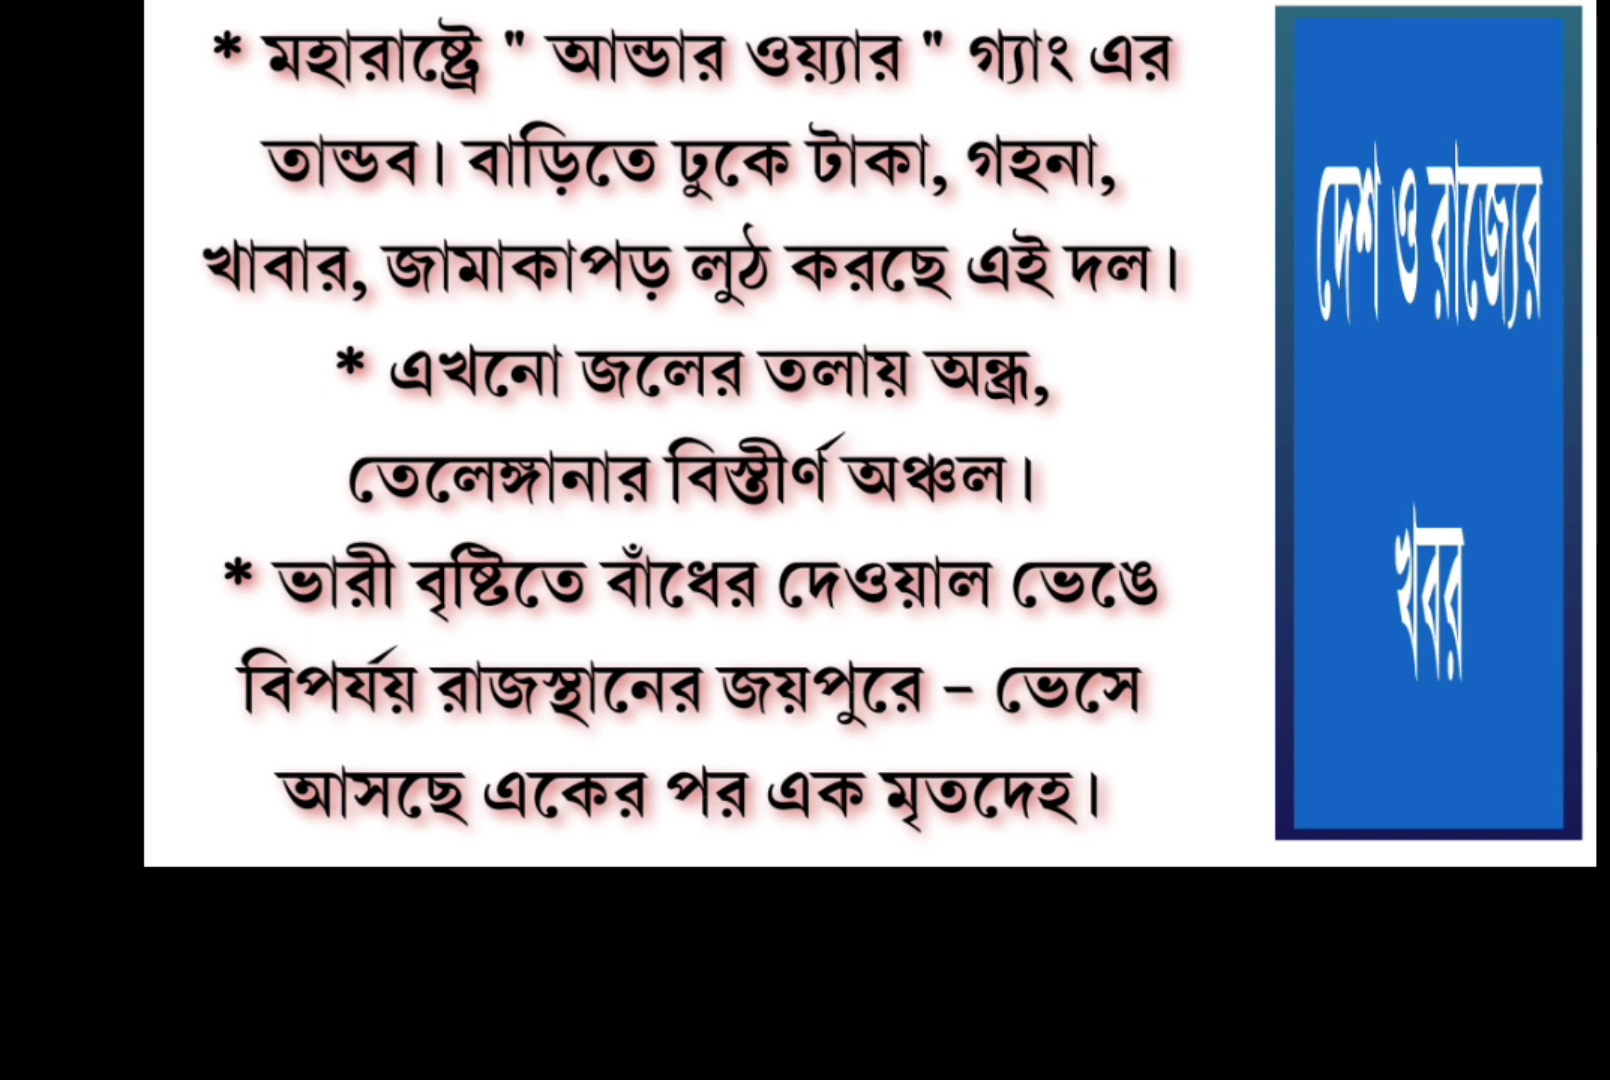 * মহারাষ্ট্রে " আন্ডার ওয়্যার " গ্যাং এর
তান্ডব। বাড়িতে ঢুকে টাকা, গহনা,
খাবার, জামাকাপড় লুঠ করছে এই দল।
* এখনো জলের তলায় অন্ধ্র,
তেলেঙ্গানার বিস্তীর্ণ অঞ্চল।
* ভারী বৃষ্টিতে বাঁধের দেওয়াল ভেঙে
বিপর্যয় রাজস্থানের জয়পুরে - ভেসে
আসছে একের পর এক মৃতদেহ।
দেশ ও রাজ্যের
খবর